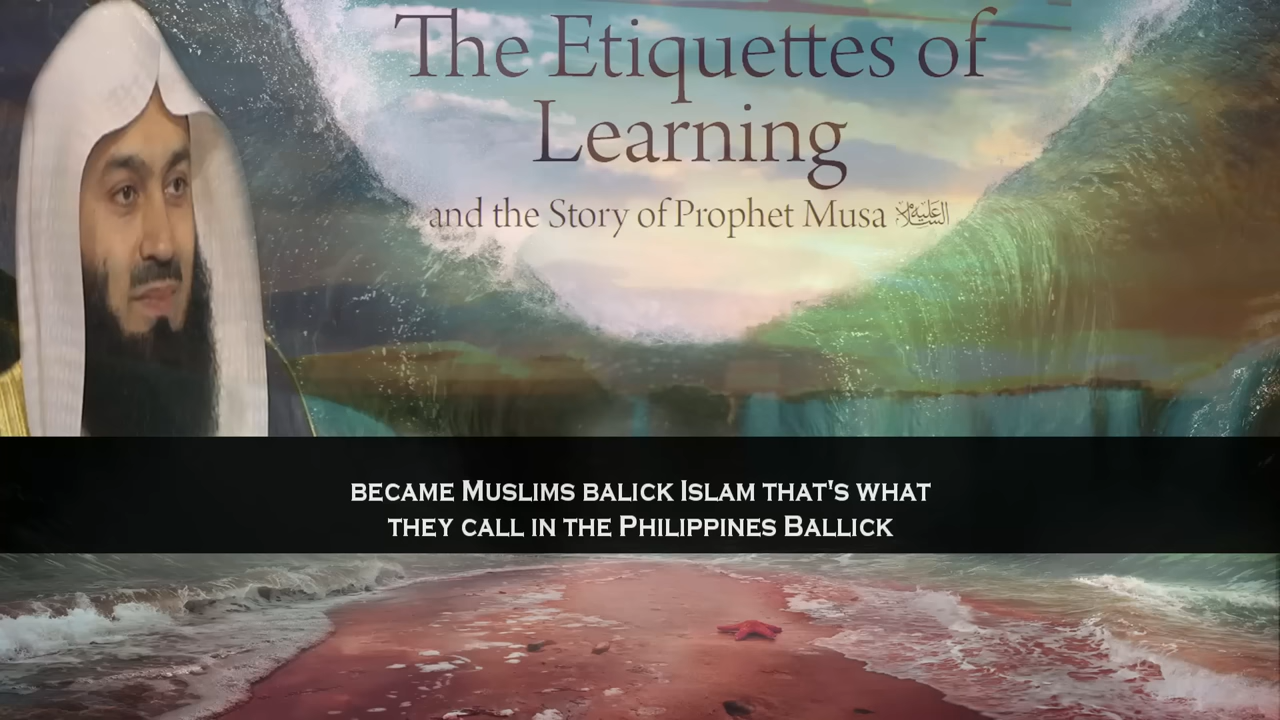 The Etiquettes of
Learning
and the Story of Prophet Musa عليه السلام
BECAME MUSLIMS BALICK ISLAM THAT'S WHAT
THEY CALL IN THE PHILIPPINES BALLICK